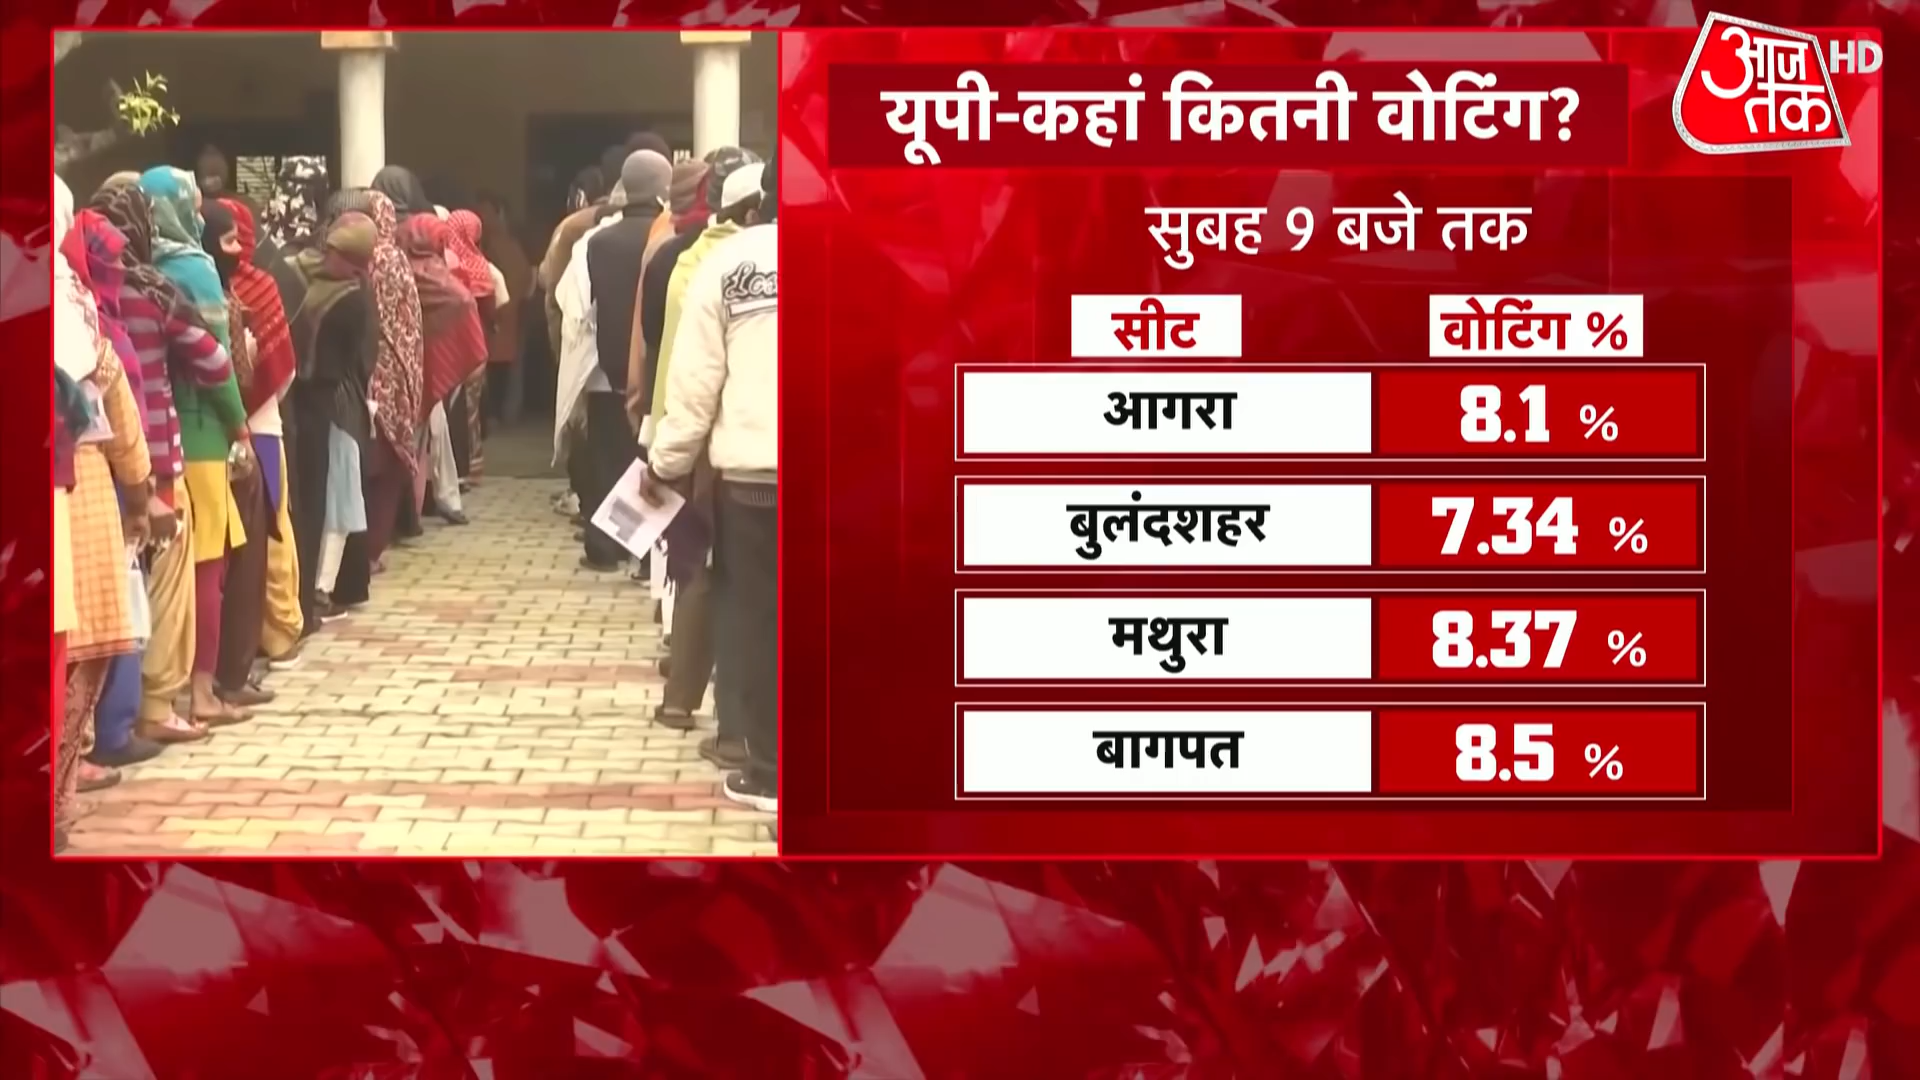 यूपी-कहां कितनी वोटिंग?
आज तक HD
सुबह 9 बजे तक
सीट वोटिंग %
आगरा 8.1 %
बुलंदशहर 7.34 %
मथुरा 8.37 %
बागपत 8.5 %